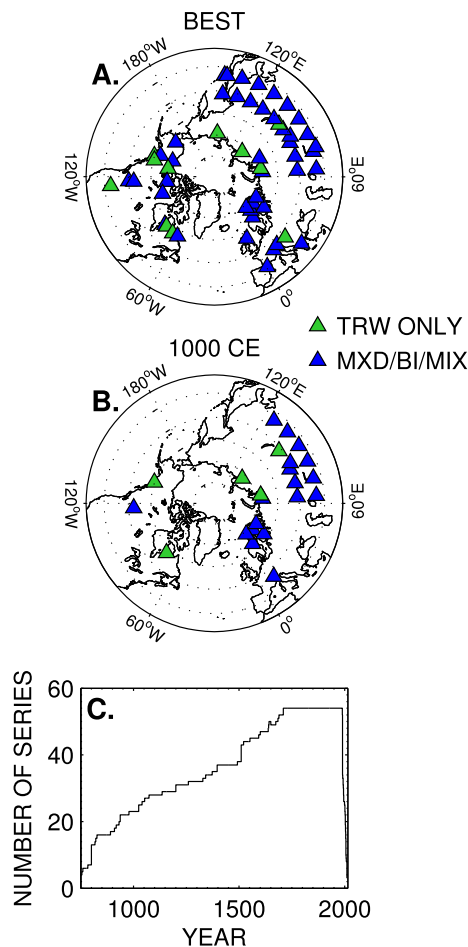 BEST
A.
180°W
120°E
120°W
60°E
60°W
0°
TRW ONLY
MXD/BI/MIX
1000 CE
B.
180°W
120°E
120°W
60°E
60°W
0°
C.
NUMBER OF SERIES
60
40
20
0
1000 1500 2000
YEAR